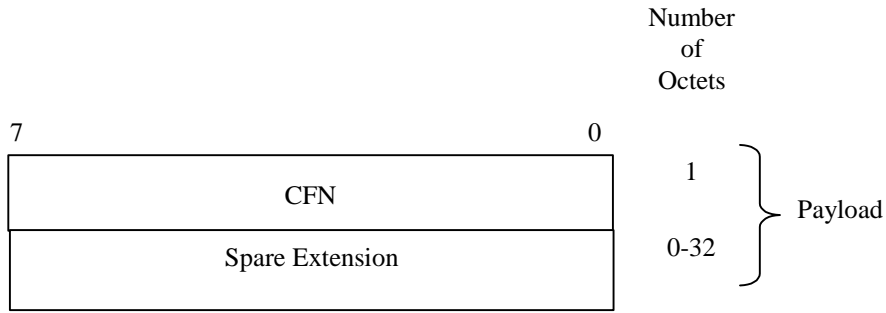 Number
of
Octets
7 0
CFN 1
Payload
Spare Extension 0-32